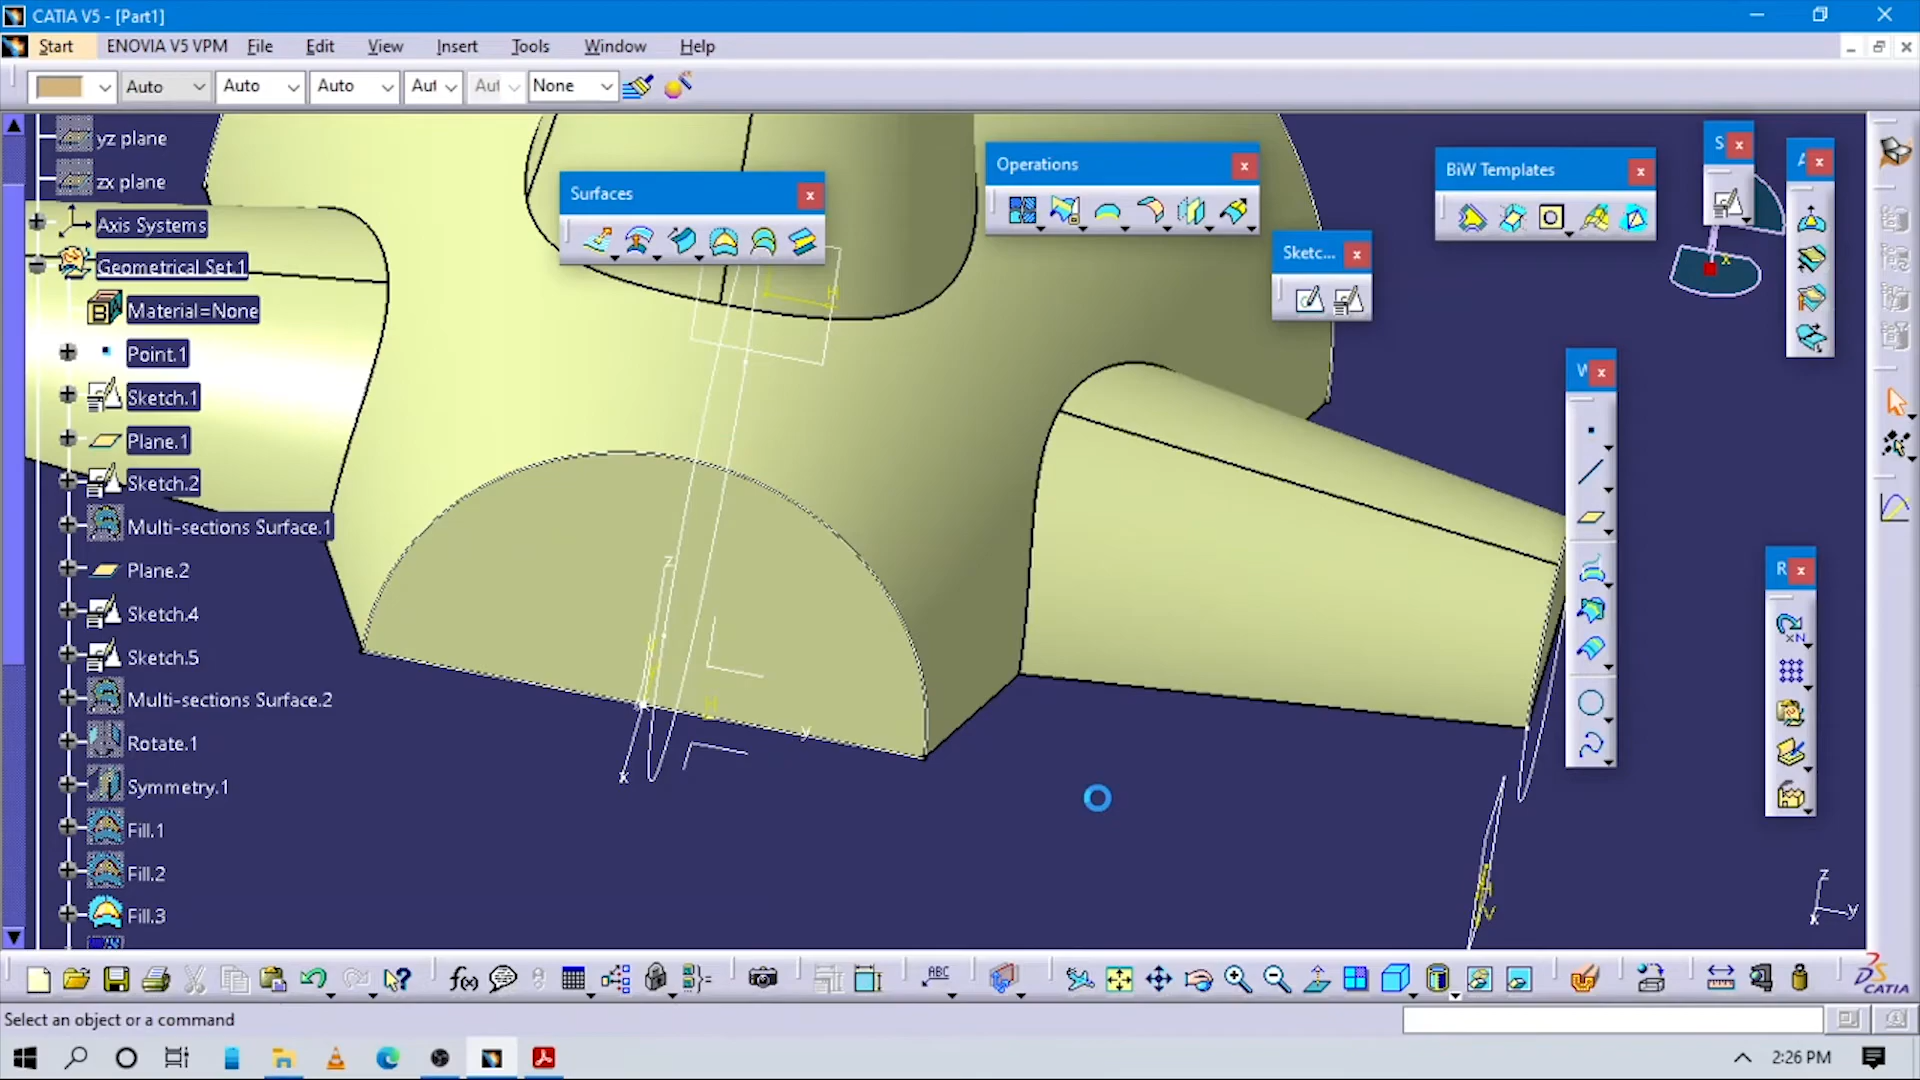 CATIA V5 - [Part1]
Start ENOVIA V5 VPM File Edit View Insert Tools Window Help
Auto Auto Auto Aut Aut None
yz plane
zx plane
Axis Systems
Geometrical Set.1
Material=None
Point.1
Sketch.1
Plane.1
Sketch.2
Multi-sections Surface.1
Plane.2
Sketch.4
Sketch.5
Multi-sections Surface.2
Rotate.1
Symmetry.1
Fill.1
Fill.2
Fill.3
Surfaces
Operations
Sketc...
BiW Templates
S
W
R
H
z
H
y
x
x
H
V
z
y
x
xN
f(x)
ABC
DS
CATIA
Select an object or a command
2:26 PM